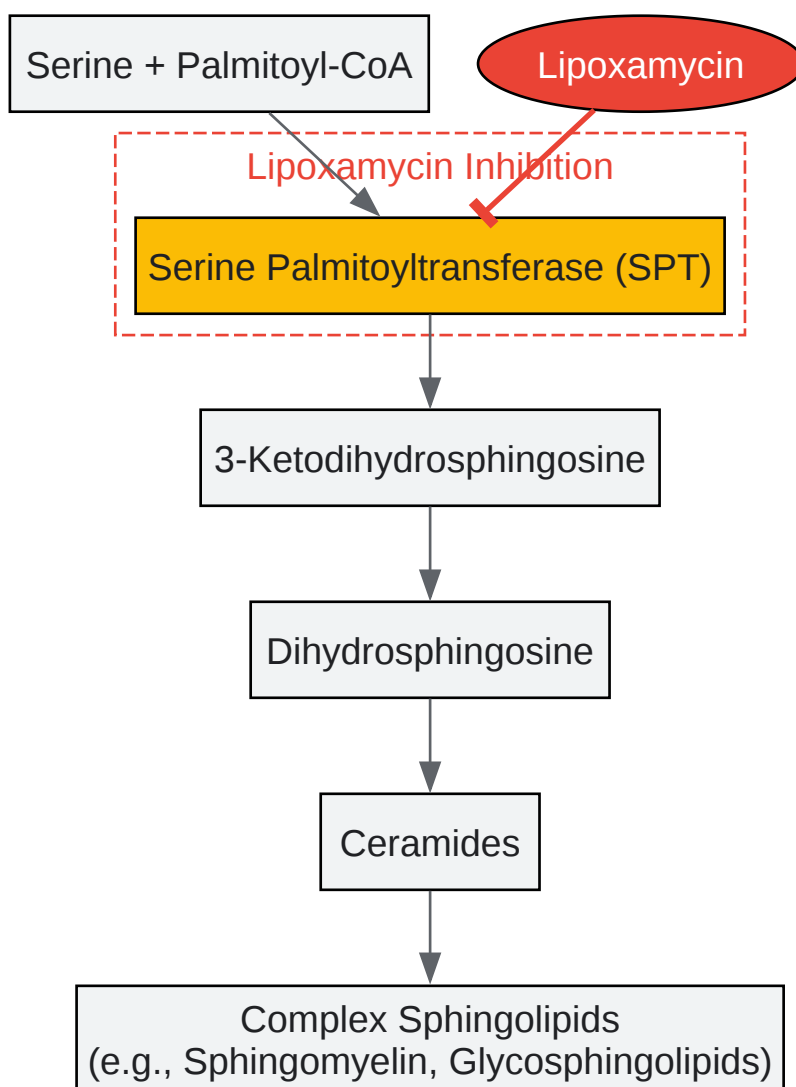 Serine + Palmitoyl-CoA
Lipoxamycin
Lipoxamycin Inhibition
Serine Palmitoyltransferase (SPT)
3-Ketodihydrosphingosine
Dihydrosphingosine
Ceramides
Complex Sphingolipids
(e.g., Sphingomyelin, Glycosphingolipids)